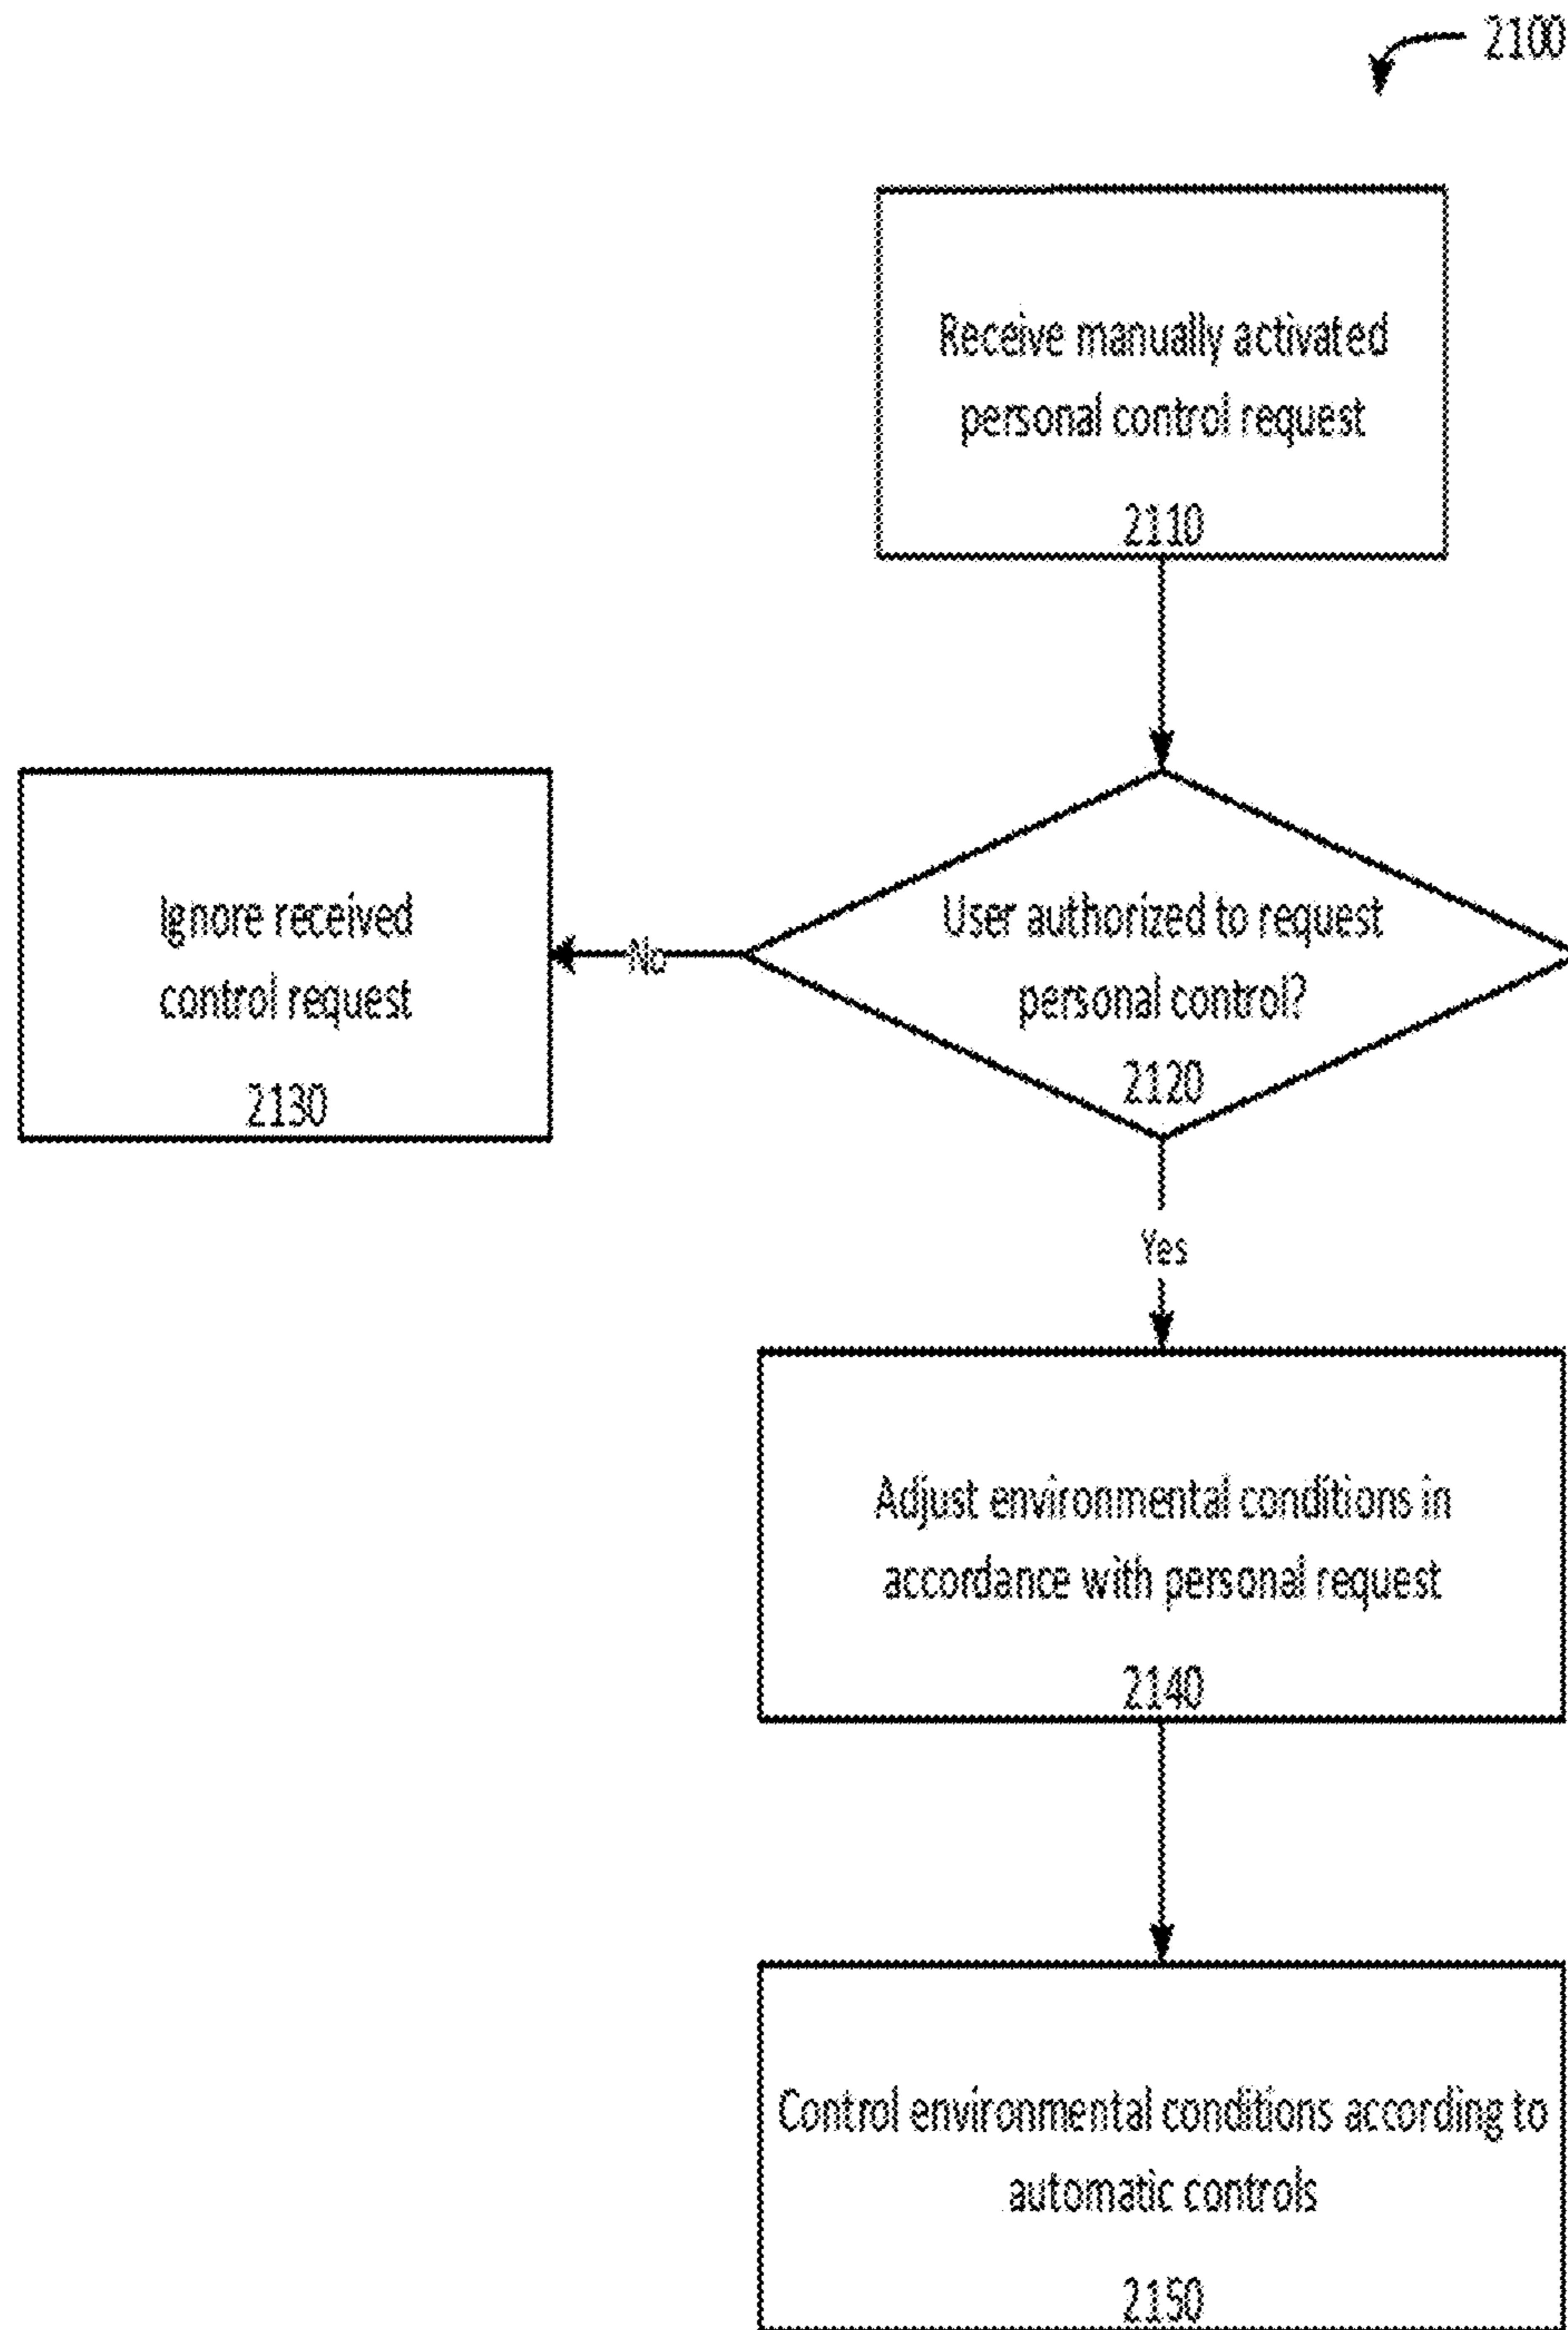 2100
Receive manually activated
personal control request
2110
User authorized to request
personal control?
2120
No
Ignore received
control request
2130
Yes
Adjust environmental conditions in
accordance with personal request
2140
Control environmental conditions according to
automatic controls
2150